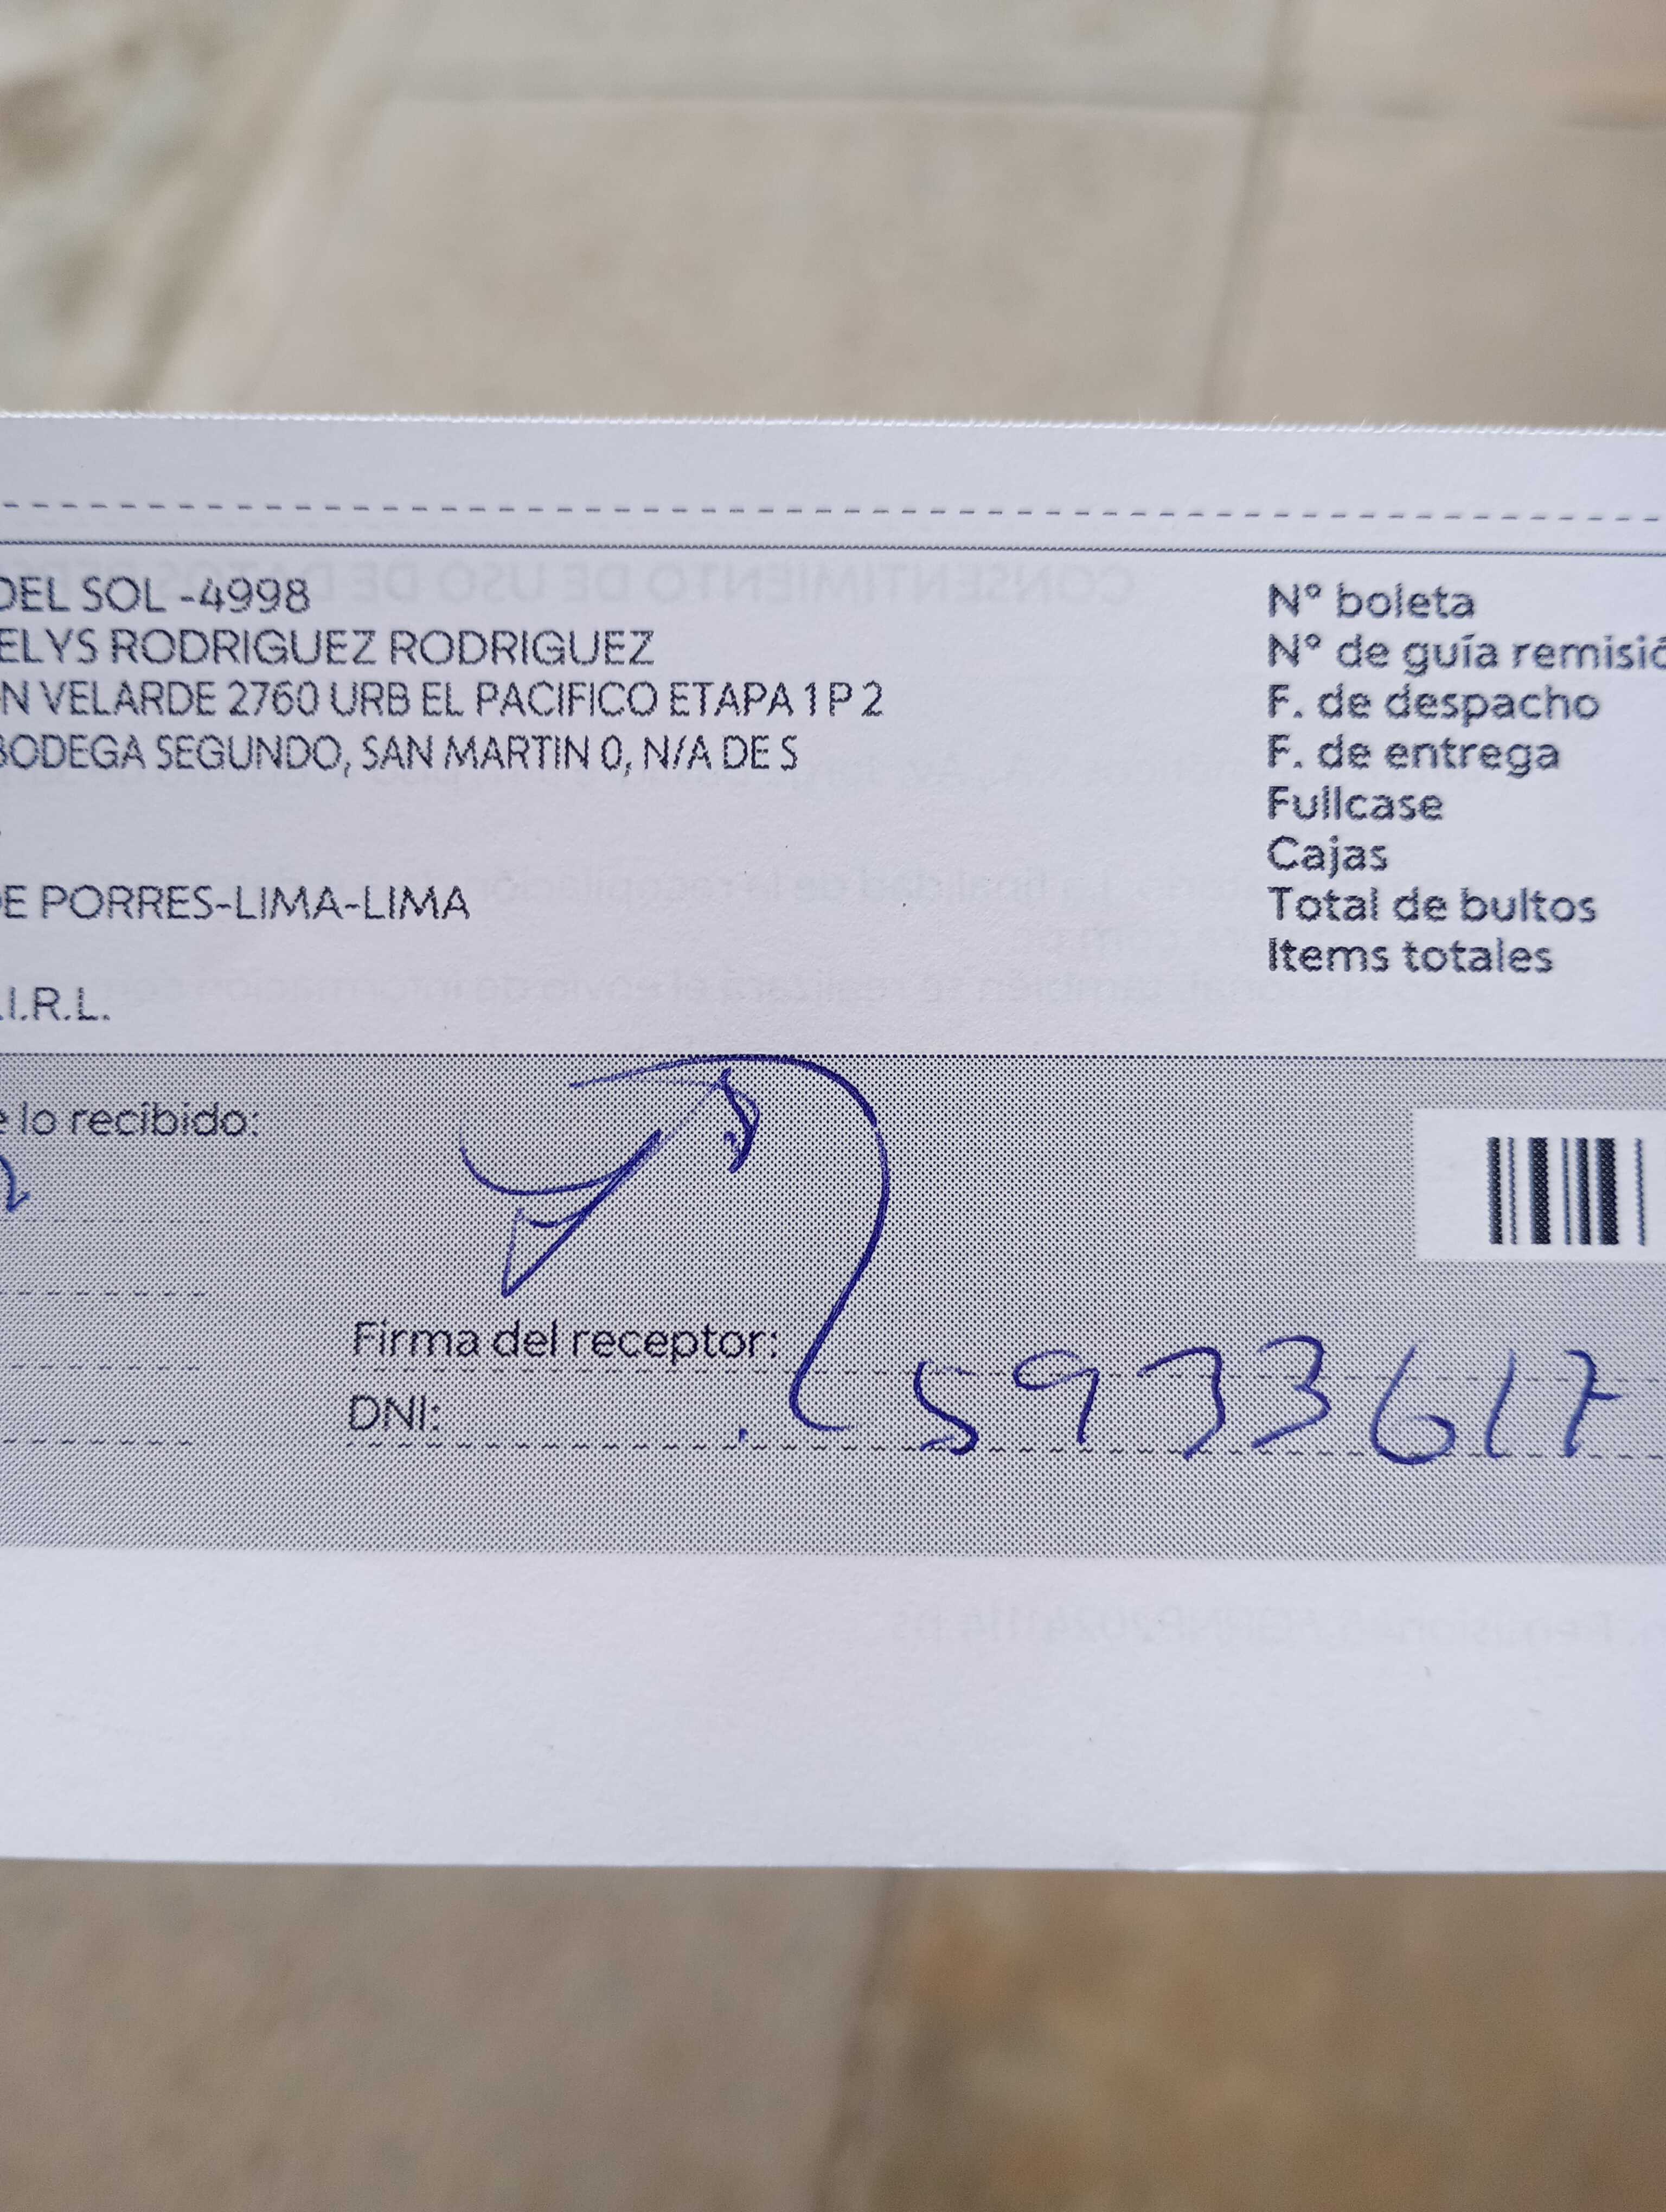 DEL SOL -4998
ELYS RODRIGUEZ RODRIGUEZ
N VELARDE 2760 URB EL PACIFICO ETAPA 1 P 2
BODEGA SEGUNDO, SAN MARTIN 0, N/A DE S
DE PORRES-LIMA-LIMA
.I.R.L.
N° boleta
N° de guía remisió
F. de despacho
F. de entrega
Fullcase
Cajas
Total de bultos
Items totales
e lo recibido:
Firma del receptor:
DNI: 5973617